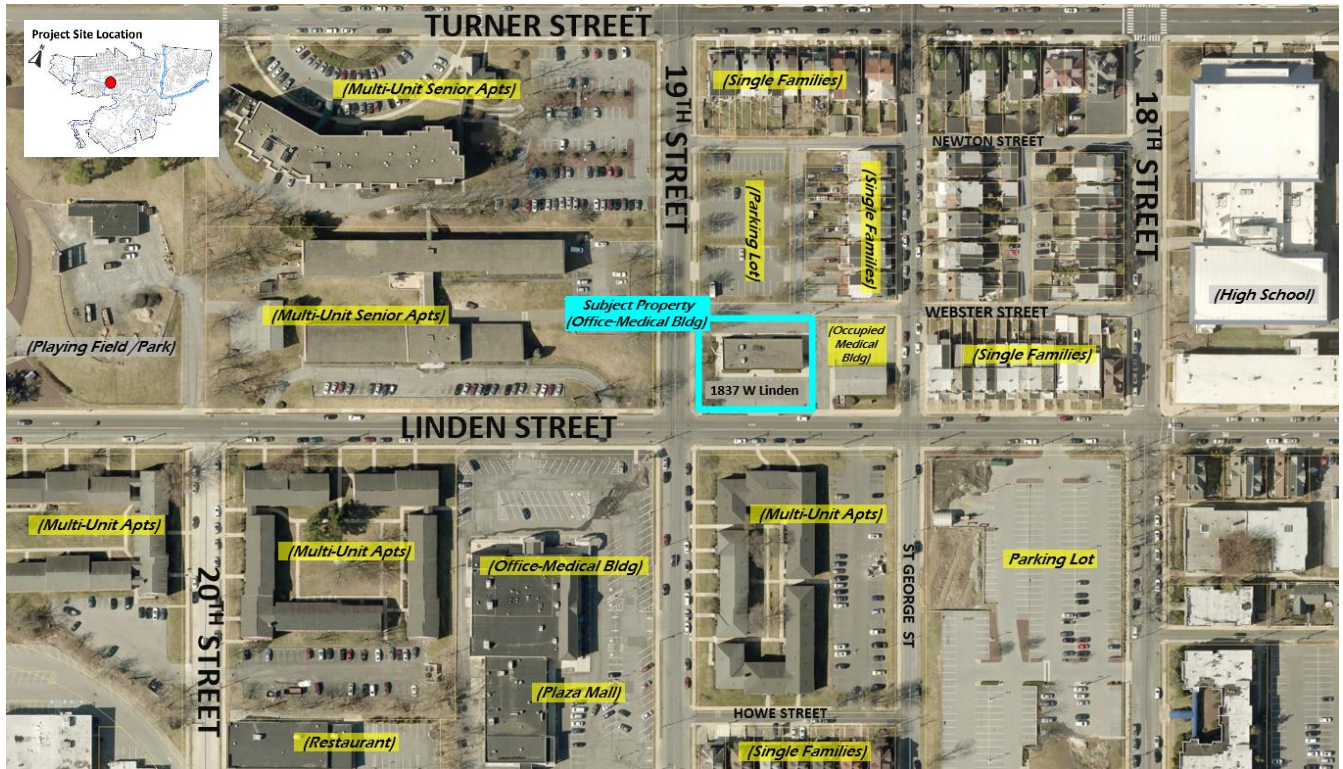 Project Site Location
TURNER STREET
(Multi-Unit Senior Apts)
19TH STREET
(Single Families)
18TH STREET
NEWTON STREET
(Parking Lot)
(Single Families)
(High School)
(Multi-Unit Senior Apts)
Subject Property
(Office-Medical Bldg)
WEBSTER STREET
(Playing Field /Park)
(Occupied
Medical
Bldg)
(Single Families)
1837 W Linden
LINDEN STREET
(Multi-Unit Apts)
(Multi-Unit Apts)
(Office-Medical Bldg)
(Multi-Unit Apts)
ST GEORGE ST
Parking Lot
20TH STREET
(Plaza Mall)
HOWE STREET
(Restaurant)
(Single Families)